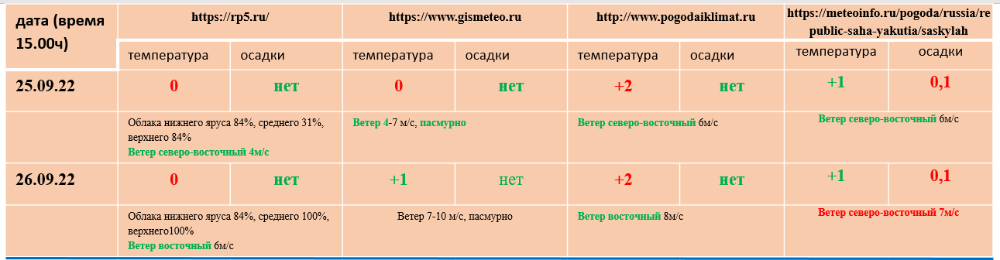 дата (время
15.00ч)
https://rp5.ru/
https://www.gismeteo.ru
http://www.pogodaiklimat.ru
https://meteoinfo.ru/pogoda/russia/re
public-saha-yakutia/saskylah
температура осадки температура осадки температура осадки температура осадки
25.09.22 0 нет 0 нет +2 нет +1 0,1
Облака нижнего яруса 84%, среднего 31%,
верхнего 84%
Ветер северо-восточный 4м/с
Ветер 4-7 м/с, пасмурно
Ветер северо-восточный 6м/с
Ветер северо-восточный 6м/с
26.09.22 0 нет +1 нет +2 нет +1 0,1
Облака нижнего яруса 84%, среднего 100%,
верхнего100%
Ветер восточный 6м/с
Ветер 7-10 м/с, пасмурно
Ветер восточный 8м/с
Ветер северо-восточный 7м/с